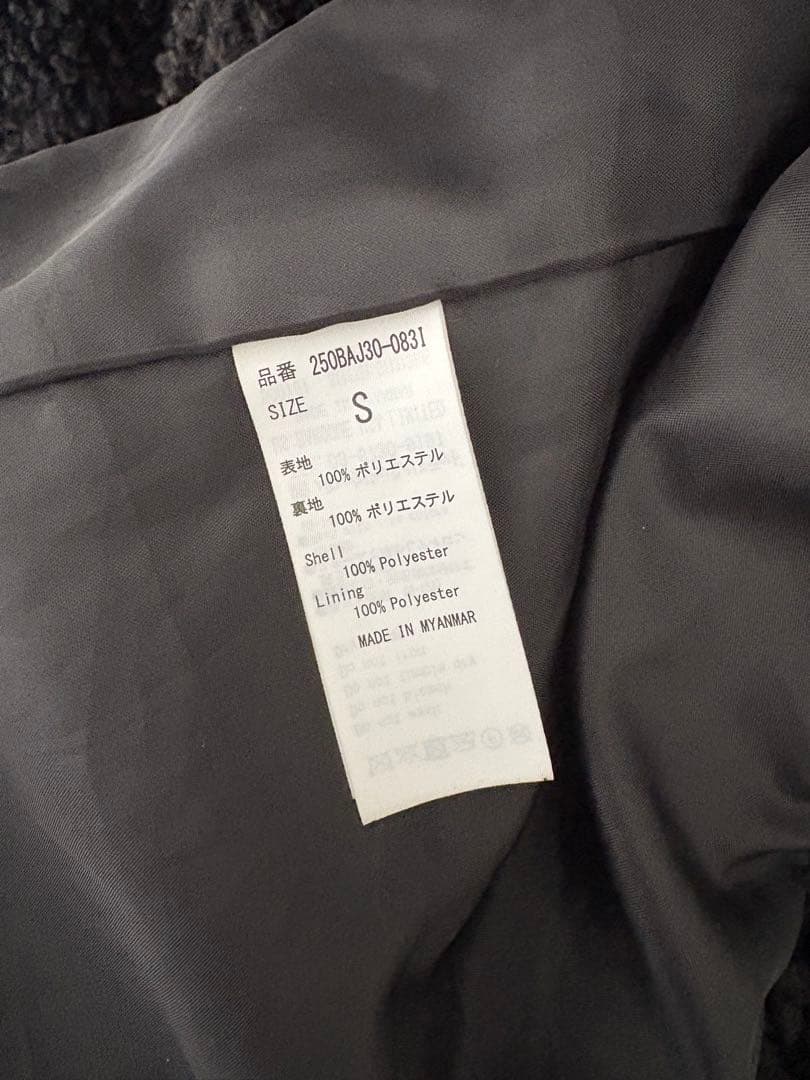 品番 250BAJ30-083I
SIZE S
表地
100% ポリエステル
裏地
100% ポリエステル
Shell
100% Polyester
Lining
100% Polyester
MADE IN MYANMAR